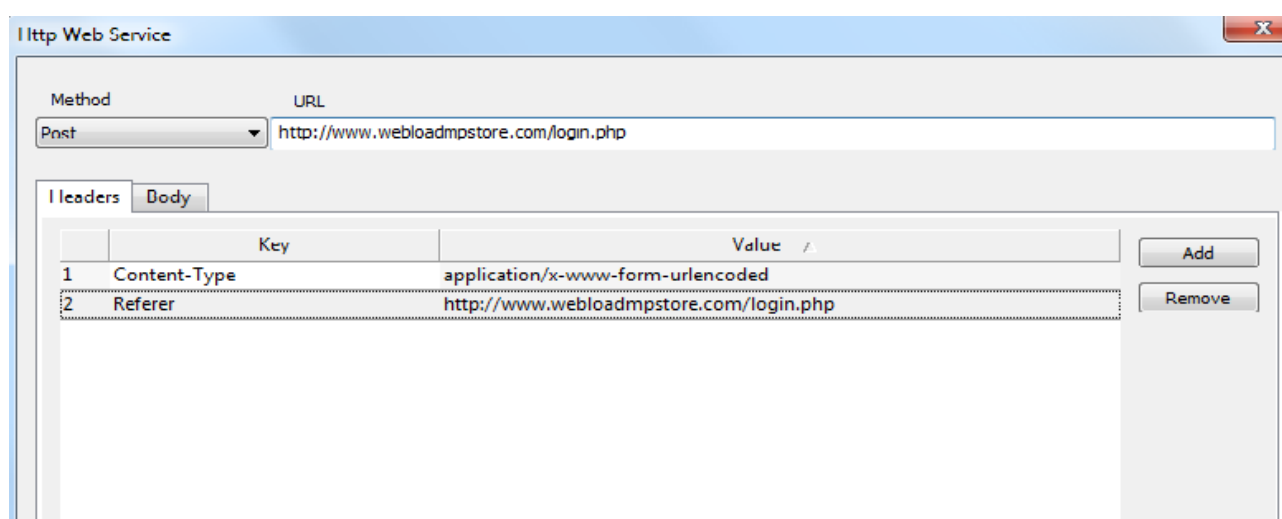 Http Web Service
Method URL
Post http://www.webloadmpstore.com/login.php
Headers Body
Key Value
Add
1 Content-Type application/x-www-form-urlencoded
2 Referer http://www.webloadmpstore.com/login.php
Remove